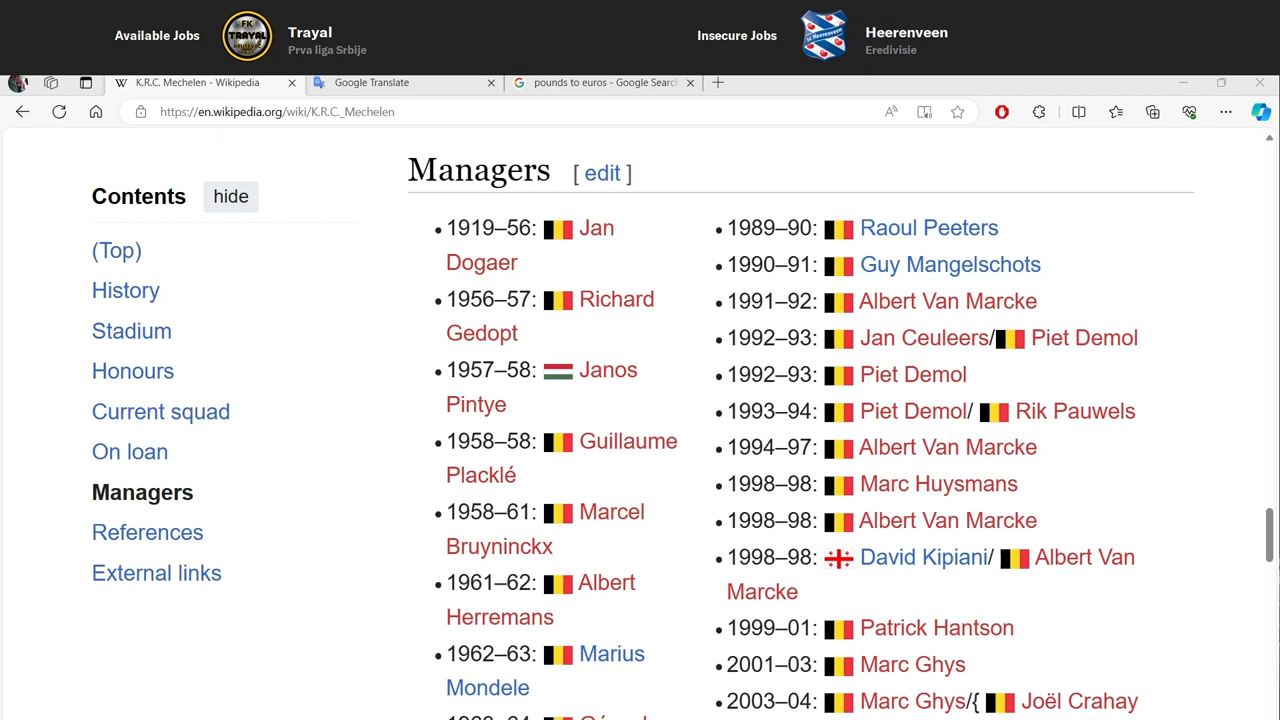 Available Jobs
FK
TRAYAL
Trayal
Prva liga Srbije
Insecure Jobs
Heerenveen
Eredivisie
K.R.C. Mechelen - Wikipedia
Google Translate
pounds to euros - Google Search
https://en.wikipedia.org/wiki/K.R.C._Mechelen
Contents hide
(Top)
History
Stadium
Honours
Current squad
On loan
Managers
References
External links
Managers [ edit ]
• 1919–56: Jan
Dogaer
• 1956–57: Richard
Gedopt
• 1957–58: Janos
Pintye
• 1958–58: Guillaume
Placklé
• 1958–61: Marcel
Bruyninckx
• 1961–62: Albert
Herremans
• 1962–63: Marius
Mondele
• 1989–90: Raoul Peeters
• 1990–91: Guy Mangelschots
• 1991–92: Albert Van Marcke
• 1992–93: Jan Ceuleers/ Piet Demol
• 1992–93: Piet Demol
• 1993–94: Piet Demol/ Rik Pauwels
• 1994–97: Albert Van Marcke
• 1998–98: Marc Huysmans
• 1998–98: Albert Van Marcke
• 1998–98: David Kipiani/ Albert Van
Marcke
• 1999–01: Patrick Hantson
• 2001–03: Marc Ghys
• 2003–04: Marc Ghys/{ Joël Crahay